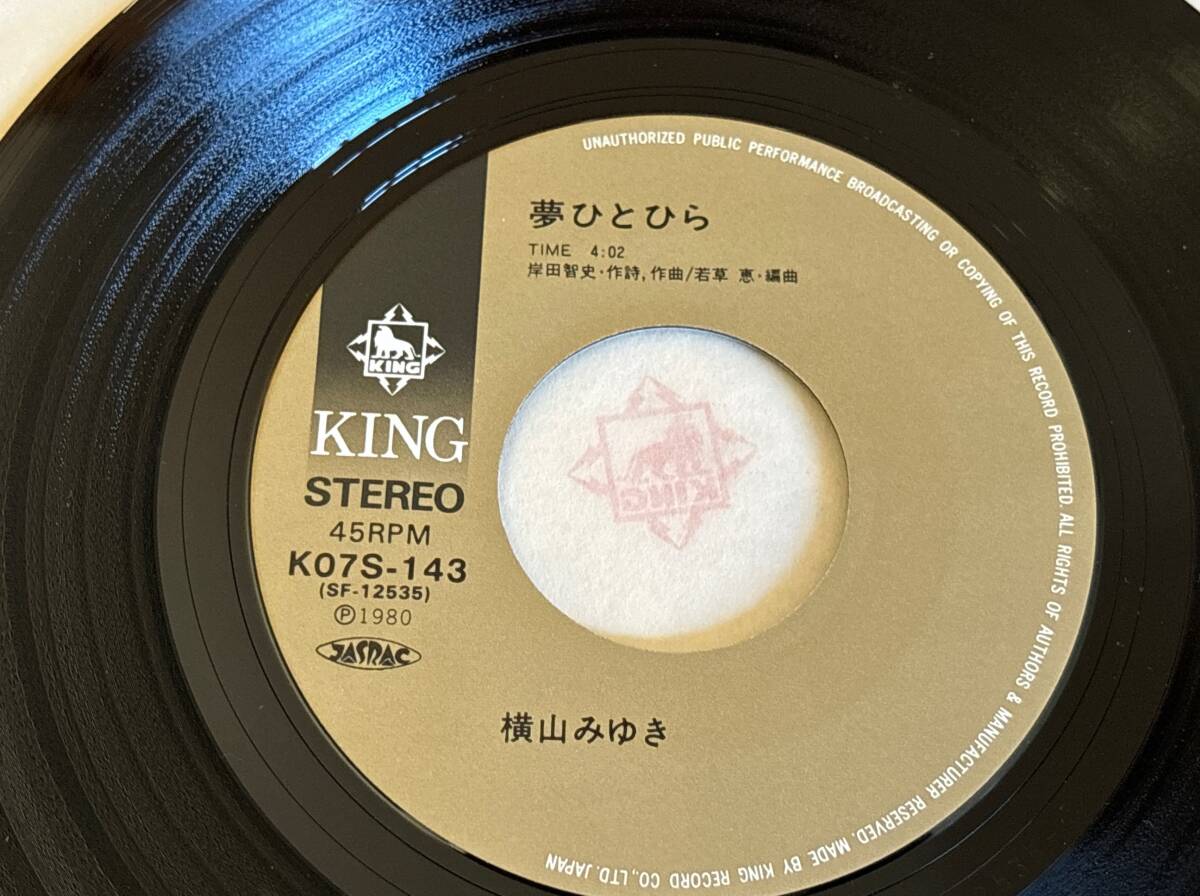 夢ひとひら
TIME 4:02
岸田智史・作詩,作曲/若草 恵・編曲
KING
KING
STEREO
45RPM
K07S-143
(SF-12535)
Ⓟ1980
JASRAC
横山みゆき
KING
UNAUTHORIZED PUBLIC PERFORMANCE BROADCASTING OR COPYING OF THIS RECORD PROHIBITED. ALL RIGHTS OF AUTHORS & MANUFACTURER RESERVED. MADE BY KING RECORD CO., LTD. JAPAN